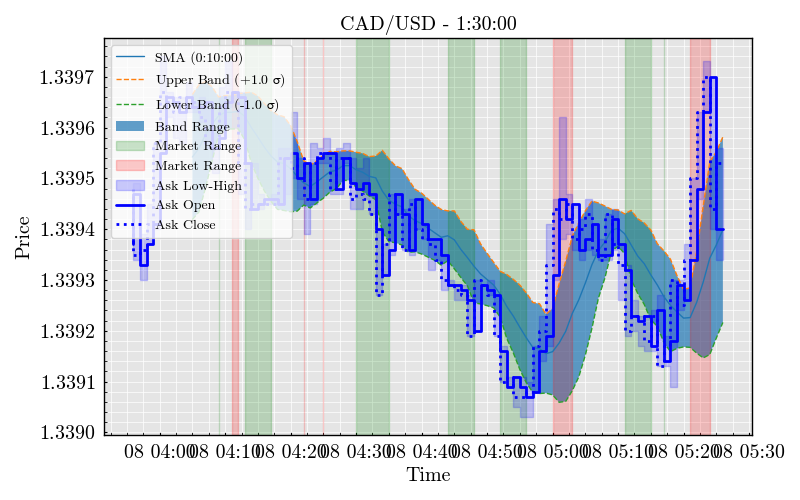 CAD/USD - 1:30:00
SMA (0:10:00)
Upper Band (+1.0 σ)
Lower Band (-1.0 σ)
Band Range
Market Range
Market Range
Ask Low-High
Ask Open
Ask Close
Price
1.3397
1.3396
1.3395
1.3394
1.3393
1.3392
1.3391
1.3390
08 04:00
08 04:10
08 04:20
08 04:30
08 04:40
08 04:50
08 05:00
08 05:10
08 05:20
08 05:30
Time